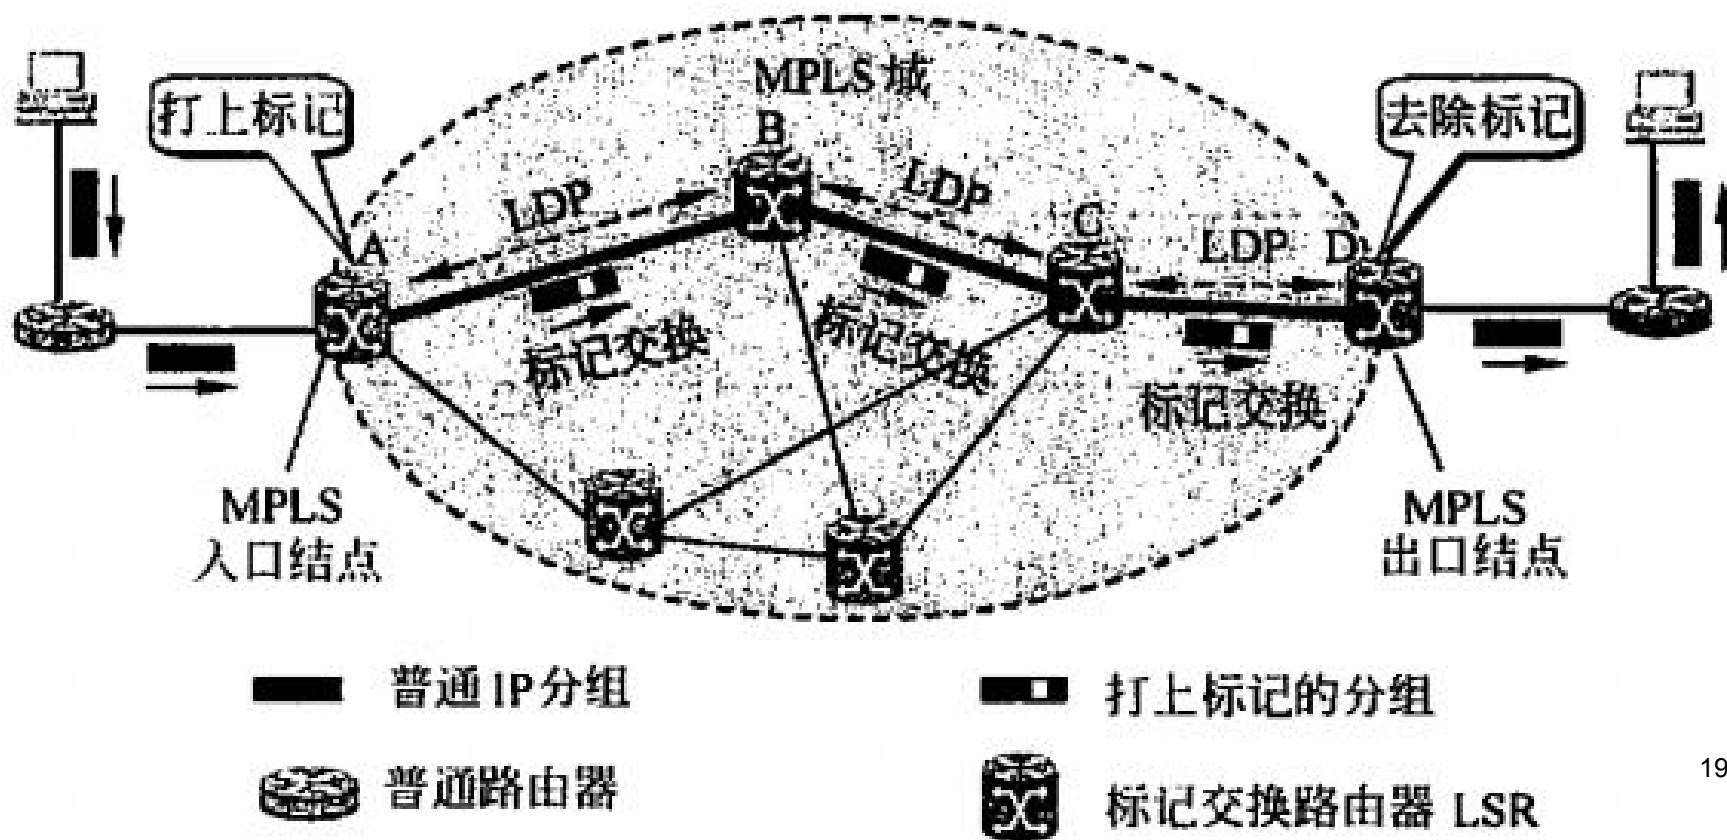 MPLS 域
打上标记
去除标记
B
LDP
LDP
C
A
LDP
D
标记交换
标记交换
标记交换
MPLS
入口结点
MPLS
出口结点
普通IP分组
打上标记的分组
普通路由器
标记交换路由器 LSR
19